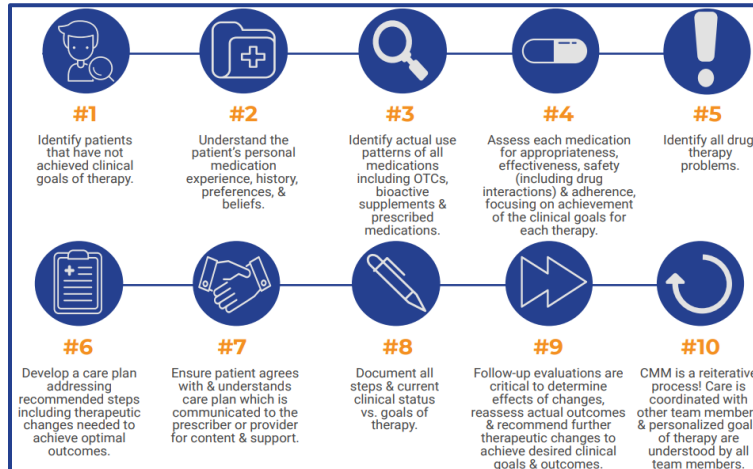 #1
Identify patients
that have not
achieved clinical
goals of therapy.
#2
Understand the
patient's personal
medication
experience, history,
preferences, &
beliefs.
#3
Identify actual use
patterns of all
medications
including OTCs,
bioactive
supplements &
prescribed
medications.
#4
Assess each medication
for appropriateness,
effectiveness, safety
(including drug
interactions) & adherence,
focusing on achievement
of the clinical goals for
each therapy.
#5
Identify all drug
therapy
problems.
#6
Develop a care plan
addressing
recommended steps
including therapeutic
changes needed to
achieve optimal
outcomes.
#7
Ensure patient agrees
with & understands
care plan which is
communicated to the
prescriber or provider
for content & support.
#8
Document all
steps & current
clinical status
vs. goals of
therapy.
#9
Follow-up evaluations are
critical to determine
effects of changes,
reassess actual outcomes
& recommend further
therapeutic changes to
achieve desired clinical
goals & outcomes.
#10
CMM is a reiterative
process! Care is
coordinated with
other team member
& personalized goal
of therapy are
understood by all
team members.